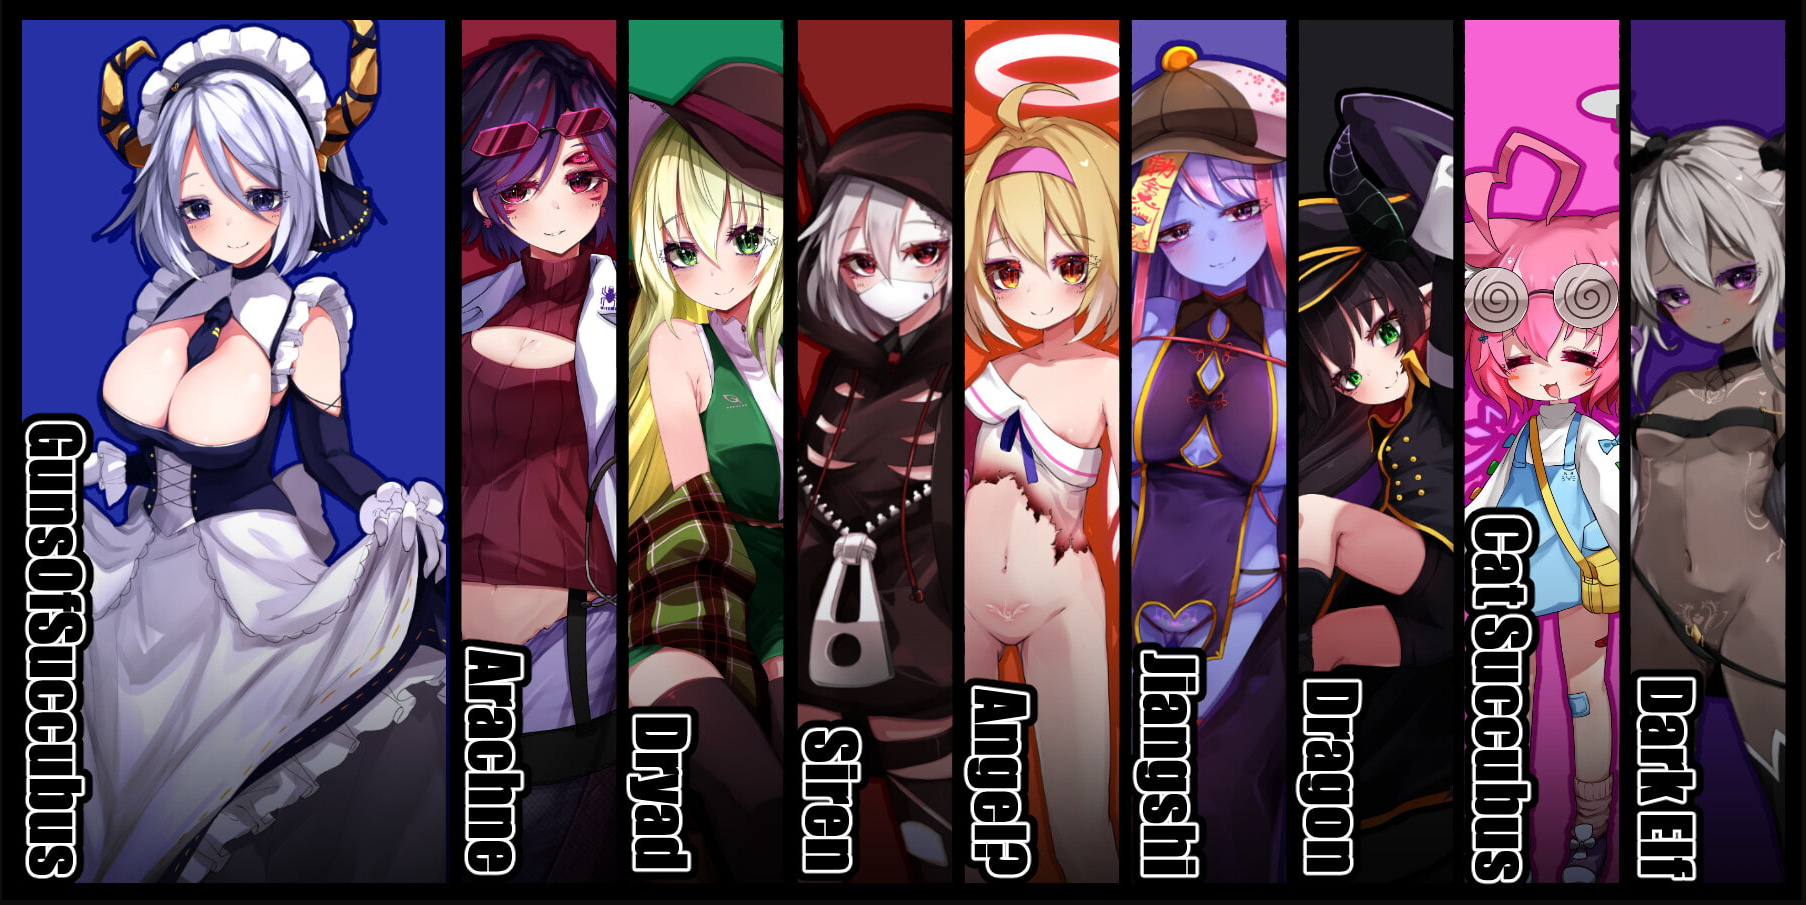 GunsOfSuccubus
Arachne
Dryad
Siren
Angel?
Jiangshi
Dragon
CatSuccubus
Dark Elf